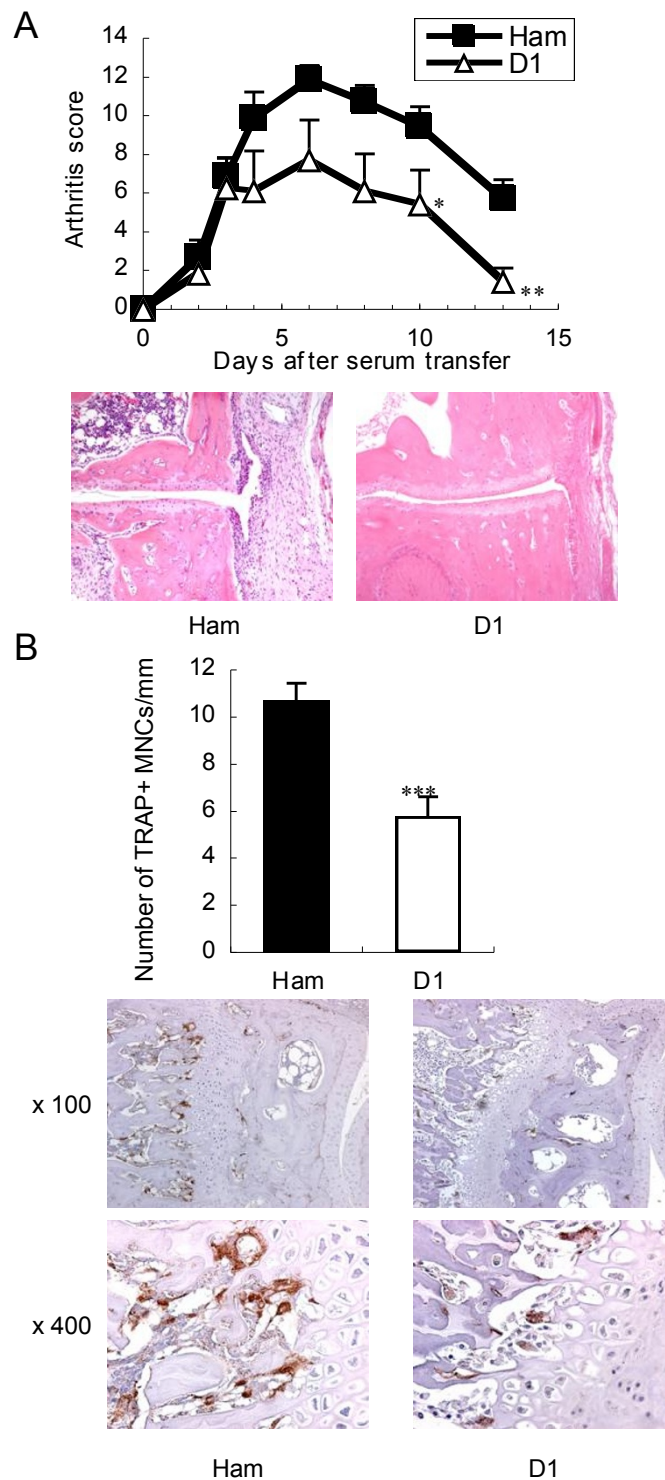 A
14
12
10
8
6
4
2
0
Arthritis score
Ham
D1
*
**
0 5 10 15
Days after serum transfer
Ham D1
B
12
10
8
6
4
2
0
Number of TRAP+ MNCs/mm
***
Ham D1
x 100
x 400
Ham D1